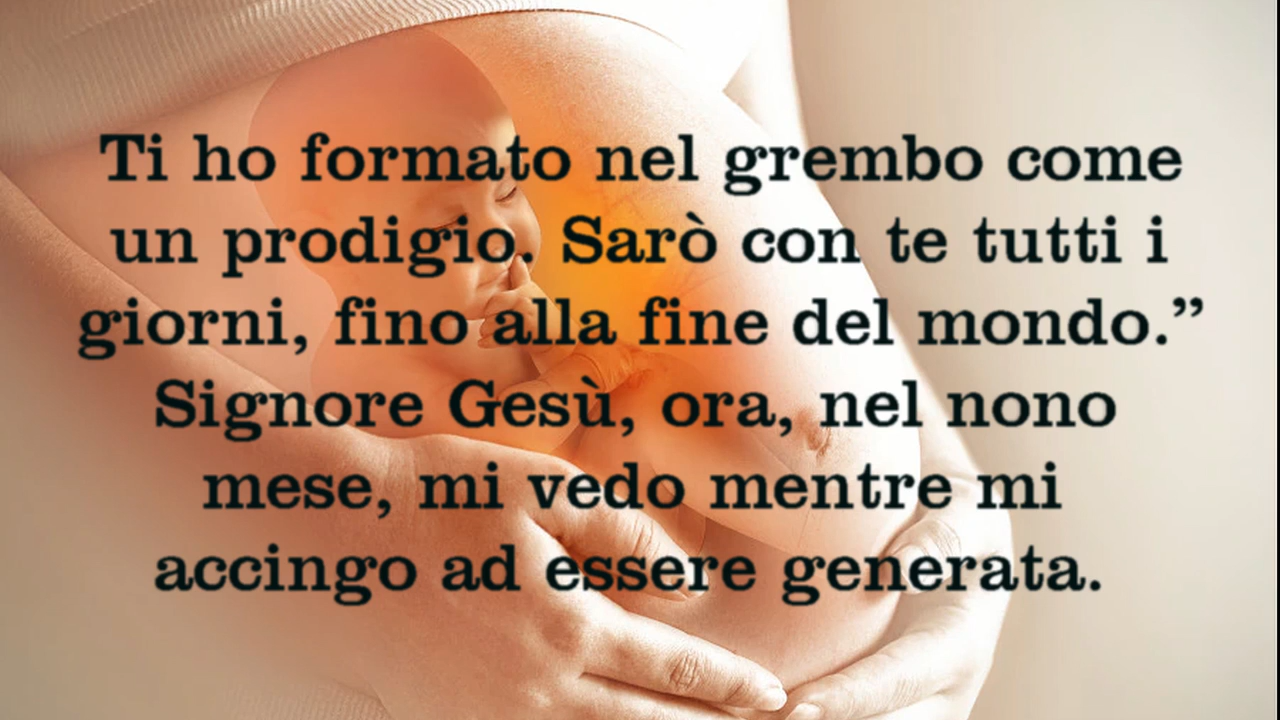 Ti ho formato nel grembo come
un prodigio. Sarò con te tutti i
giorni, fino alla fine del mondo.”
Signore Gesù, ora, nel nono
mese, mi vedo mentre mi
accingo ad essere generata.